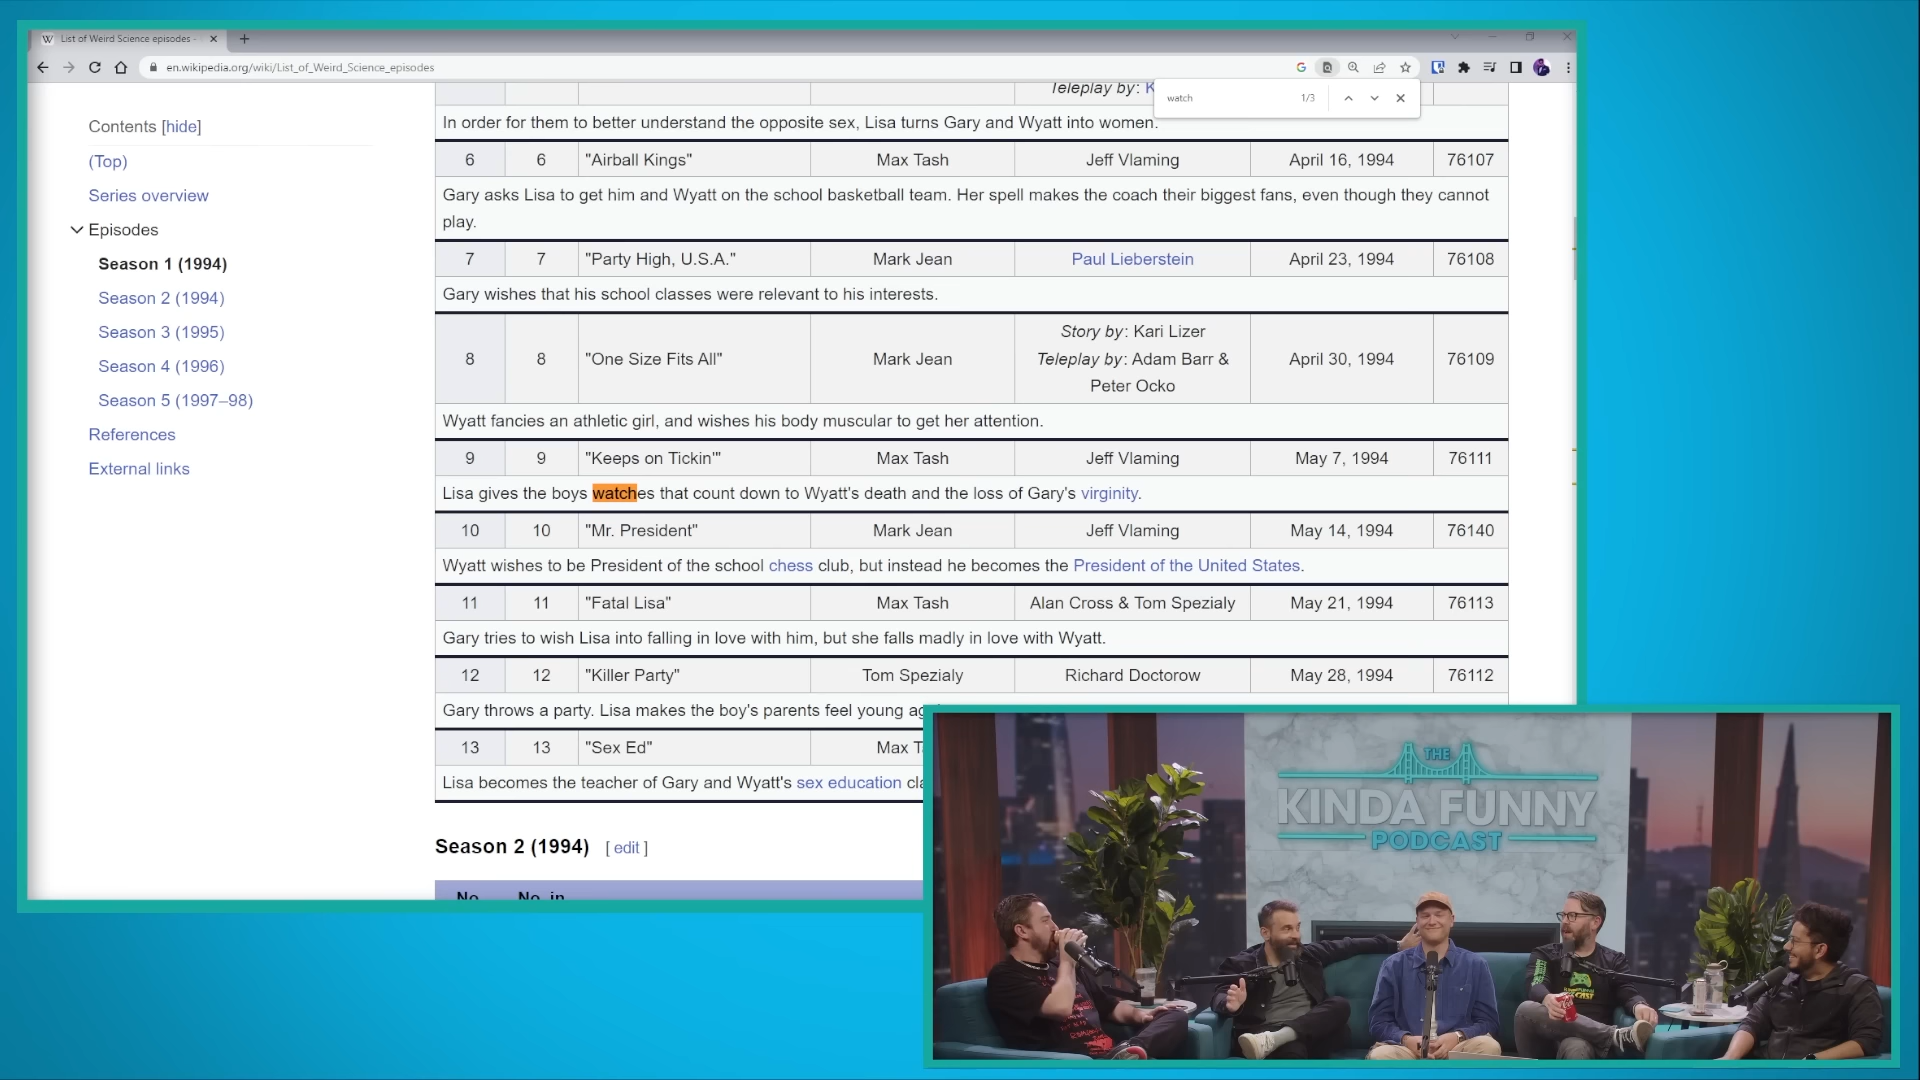 List of Weird Science episodes -
en.wikipedia.org/wiki/List_of_Weird_Science_episodes
watch 1/3
Contents [hide]
(Top)
Series overview
Episodes
Season 1 (1994)
Season 2 (1994)
Season 3 (1995)
Season 4 (1996)
Season 5 (1997–98)
References
External links
Teleplay by: K
In order for them to better understand the opposite sex, Lisa turns Gary and Wyatt into women.
6 6 "Airball Kings" Max Tash Jeff Vlaming April 16, 1994 76107
Gary asks Lisa to get him and Wyatt on the school basketball team. Her spell makes the coach their biggest fans, even though they cannot
play.
7 7 "Party High, U.S.A." Mark Jean Paul Lieberstein April 23, 1994 76108
Gary wishes that his school classes were relevant to his interests.
Story by: Kari Lizer
8 8 "One Size Fits All" Mark Jean Teleplay by: Adam Barr & April 30, 1994 76109
Peter Ocko
Wyatt fancies an athletic girl, and wishes his body muscular to get her attention.
9 9 "Keeps on Tickin'" Max Tash Jeff Vlaming May 7, 1994 76111
Lisa gives the boys watches that count down to Wyatt's death and the loss of Gary's virginity.
10 10 "Mr. President" Mark Jean Jeff Vlaming May 14, 1994 76140
Wyatt wishes to be President of the school chess club, but instead he becomes the President of the United States.
11 11 "Fatal Lisa" Max Tash Alan Cross & Tom Spezialy May 21, 1994 76113
Gary tries to wish Lisa into falling in love with him, but she falls madly in love with Wyatt.
12 12 "Killer Party" Tom Spezialy Richard Doctorow May 28, 1994 76112
Gary throws a party. Lisa makes the boy's parents feel young ag
13 13 "Sex Ed" Max T
Lisa becomes the teacher of Gary and Wyatt's sex education cla
Season 2 (1994) [ edit ]
No. No. in
THE
KINDA FUNNY
PODCAST